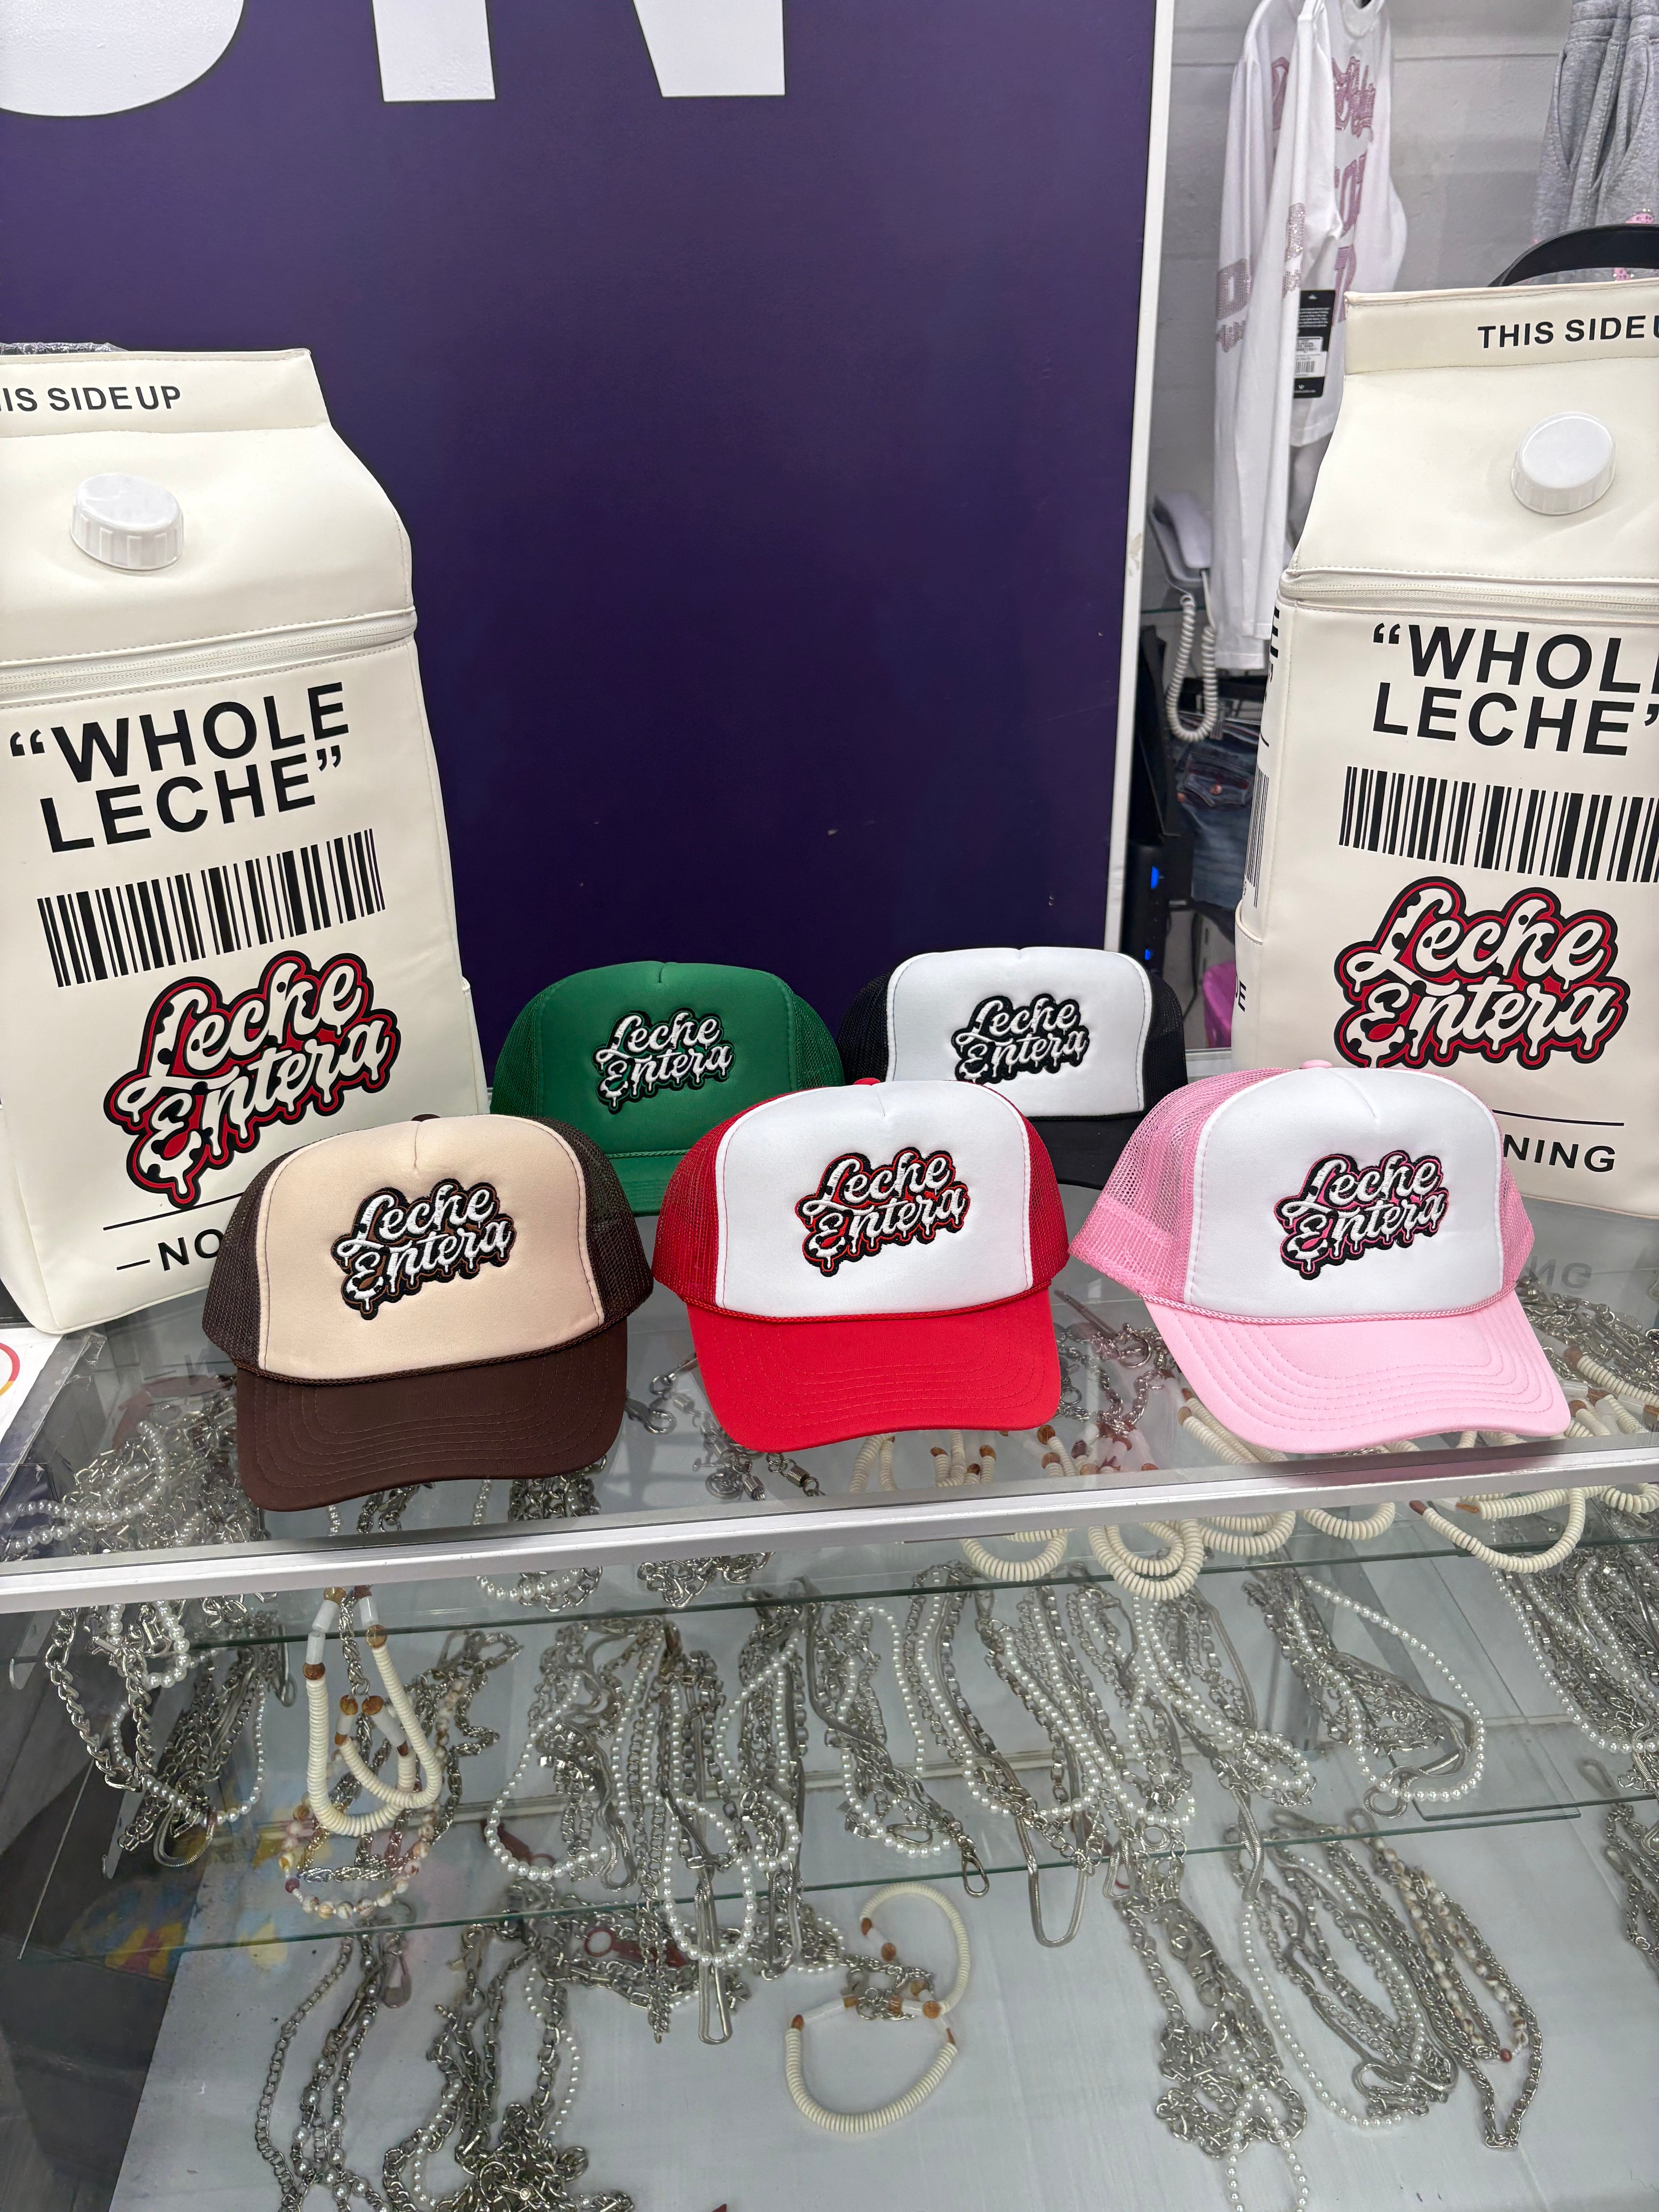 IS SIDE UP
"WHOLE
LECHE"
Leche
Entera
—NO
THIS SIDE U
"WHOL
LECHE"
Leche
Entera
NING
Leche
Entera
Leche
Entera
Leche
Entera
Leche
Entera
Leche
Entera